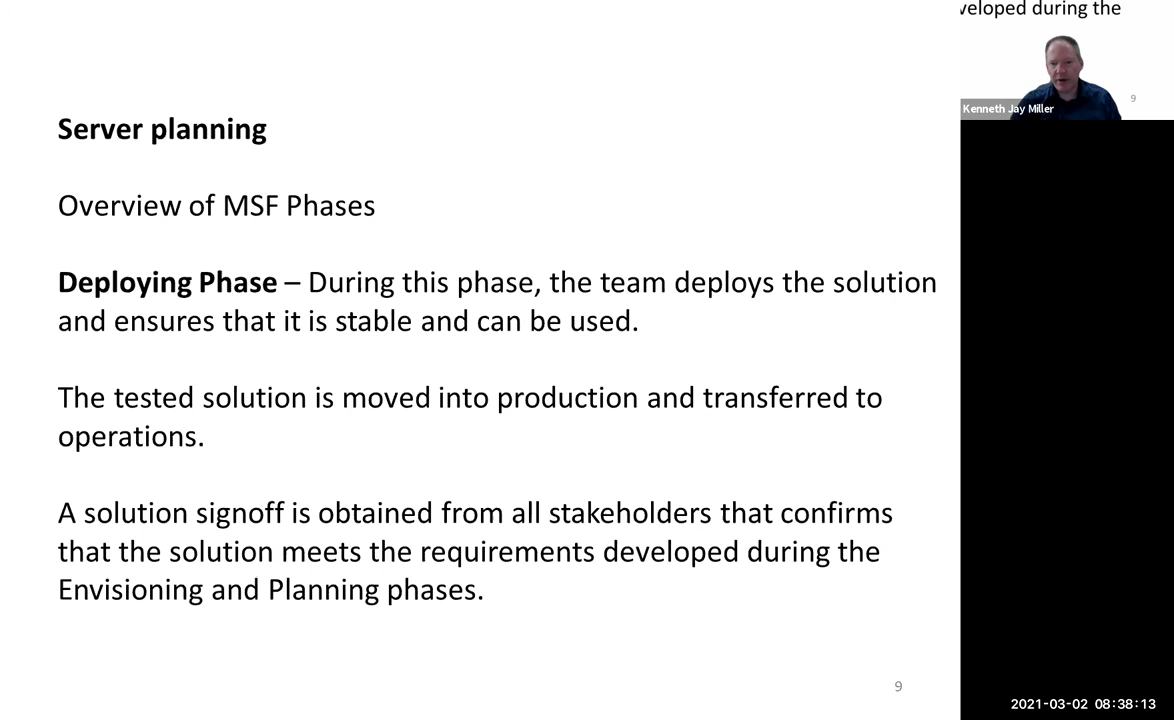 veloped during the
Kenneth Jay Miller
9
Server planning
Overview of MSF Phases
Deploying Phase – During this phase, the team deploys the solution
and ensures that it is stable and can be used.
The tested solution is moved into production and transferred to
operations.
A solution signoff is obtained from all stakeholders that confirms
that the solution meets the requirements developed during the
Envisioning and Planning phases.
9
2021-03-02 08:38:13